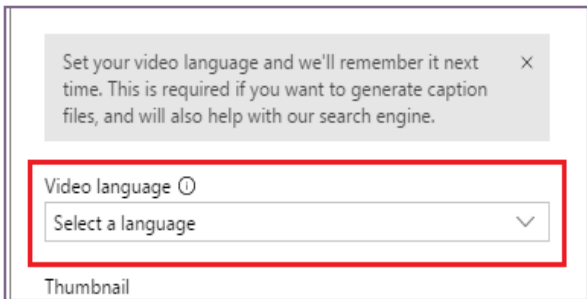 Set your video language and we'll remember it next
time. This is required if you want to generate caption
files, and will also help with our search engine.
Video language
Select a language
Thumbnail